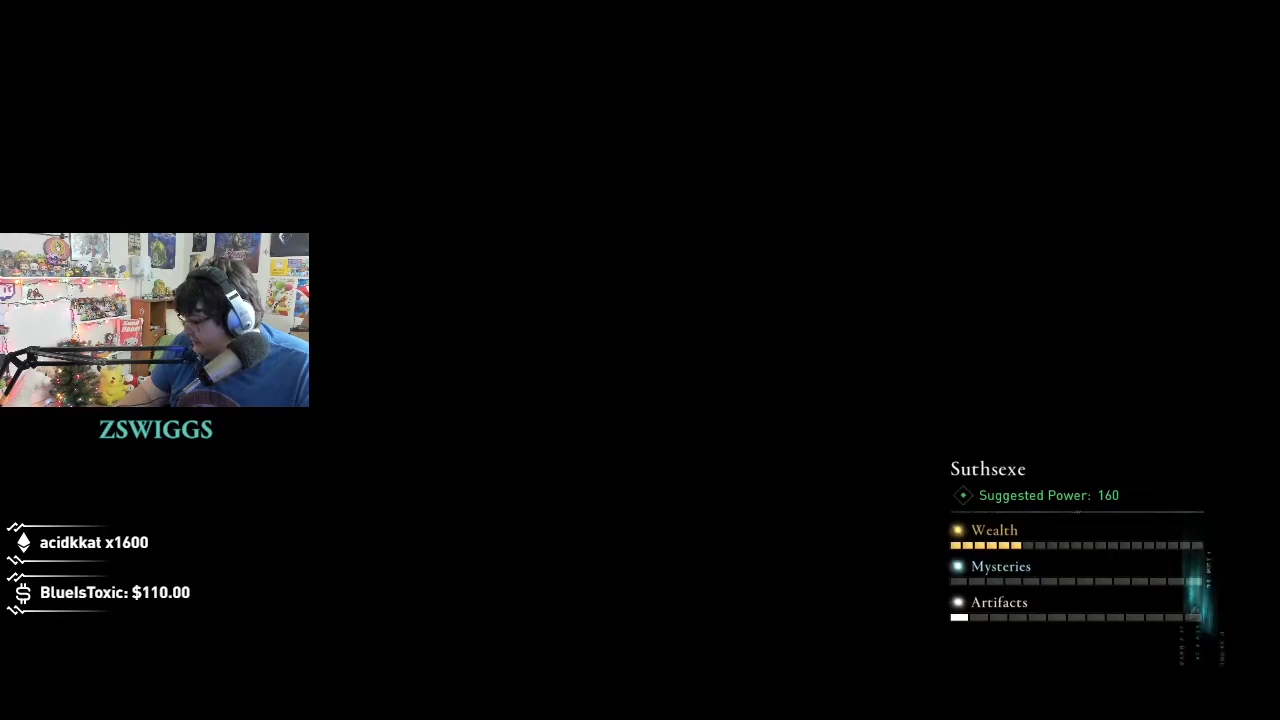 ZSWIGGS
acidkkat x1600
BlueIsToxic: $110.00
Suthsexe
Suggested Power: 160
Wealth
Mysteries
Artifacts